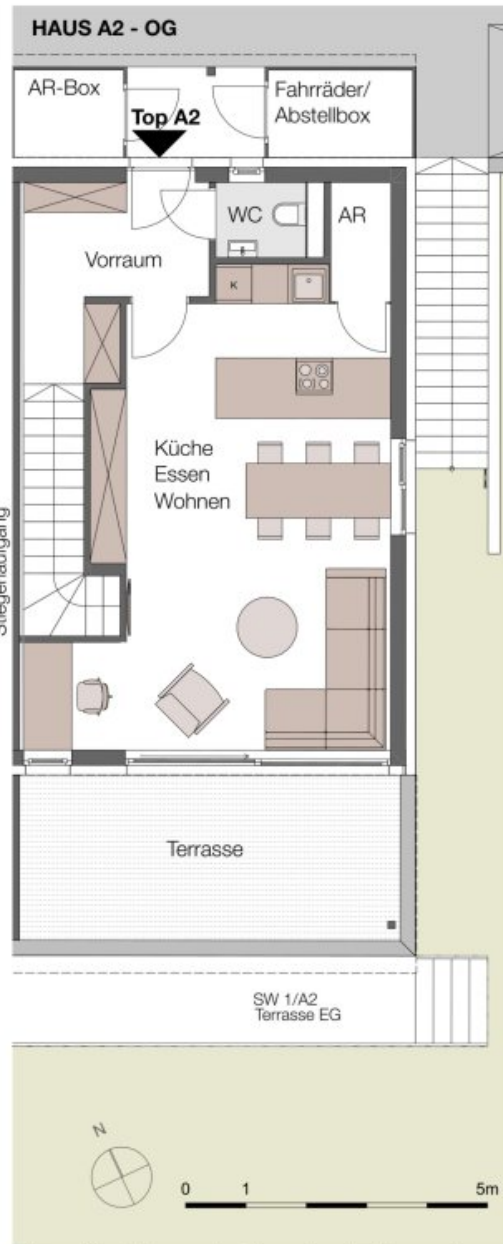 HAUS A2 - OG
AR-Box
Fahrräder/
Abstellbox
Top A2
WC
AR
Vorraum
K
Küche
Essen
Wohnen
Stiegenaufgang
Terrasse
SW 1/A2
Terrasse EG
N
0 1 5m